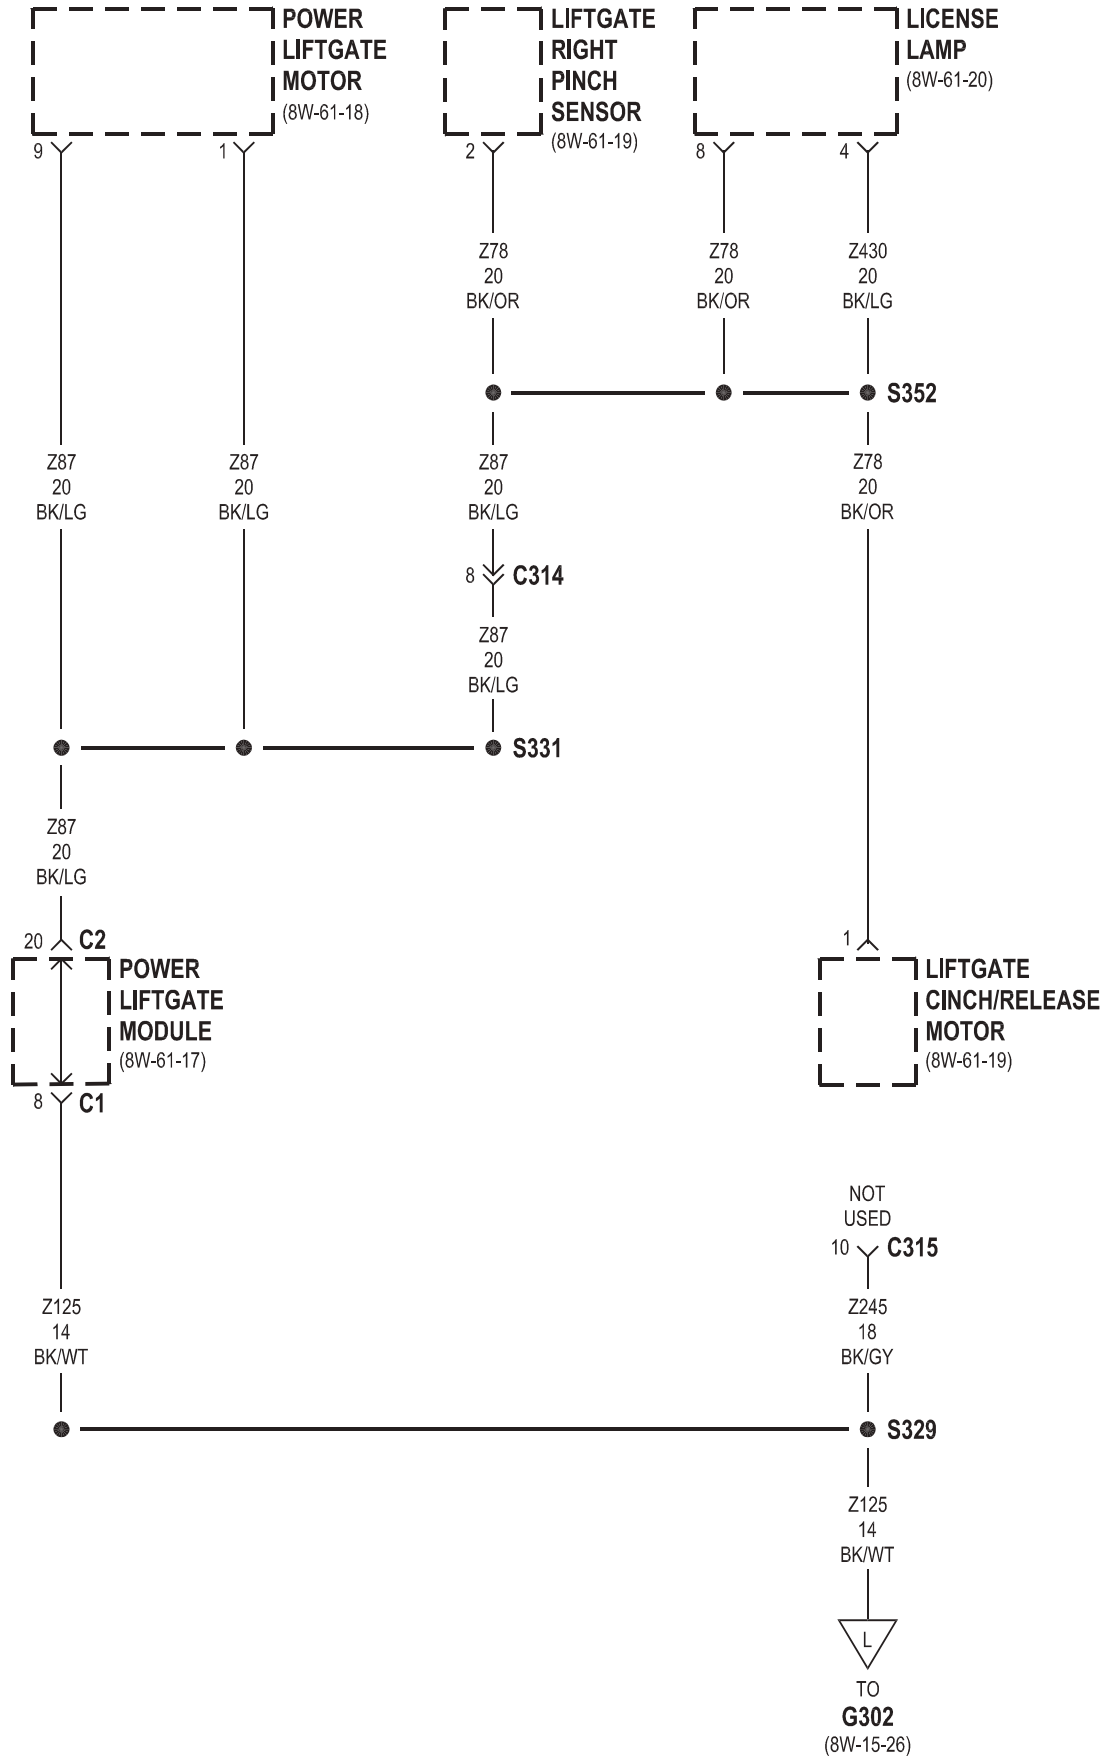 POWER
LIFTGATE
MOTOR
(8W-61-18)
LIFTGATE
RIGHT
PINCH
SENSOR
(8W-61-19)
LICENSE
LAMP
(8W-61-20)
9
1
2
8
4
Z78
20
BK/OR
Z78
20
BK/OR
Z430
20
BK/LG
S352
Z87
20
BK/LG
Z87
20
BK/LG
Z87
20
BK/LG
Z78
20
BK/OR
8
C314
Z87
20
BK/LG
S331
Z87
20
BK/LG
20
C2
POWER
LIFTGATE
MODULE
(8W-61-17)
8
C1
1
LIFTGATE
CINCH/RELEASE
MOTOR
(8W-61-19)
NOT
USED
10
C315
Z125
14
BK/WT
Z245
18
BK/GY
S329
Z125
14
BK/WT
L
TO
G302
(8W-15-26)